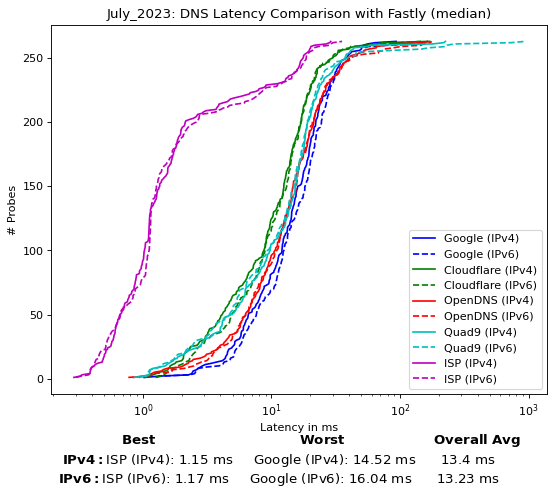 July_2023: DNS Latency Comparison with Fastly (median)
250
200
150
100
50
0
# Probes
10⁰ 10¹ 10² 10³
Latency in ms
Google (IPv4)
Google (IPv6)
Cloudflare (IPv4)
Cloudflare (IPv6)
OpenDNS (IPv4)
OpenDNS (IPv6)
Quad9 (IPv4)
Quad9 (IPv6)
ISP (IPv4)
ISP (IPv6)
Best Worst Overall Avg
IPv4: ISP (IPv4): 1.15 ms Google (IPv4): 14.52 ms 13.4 ms
IPv6: ISP (IPv6): 1.17 ms Google (IPv6): 16.04 ms 13.23 ms